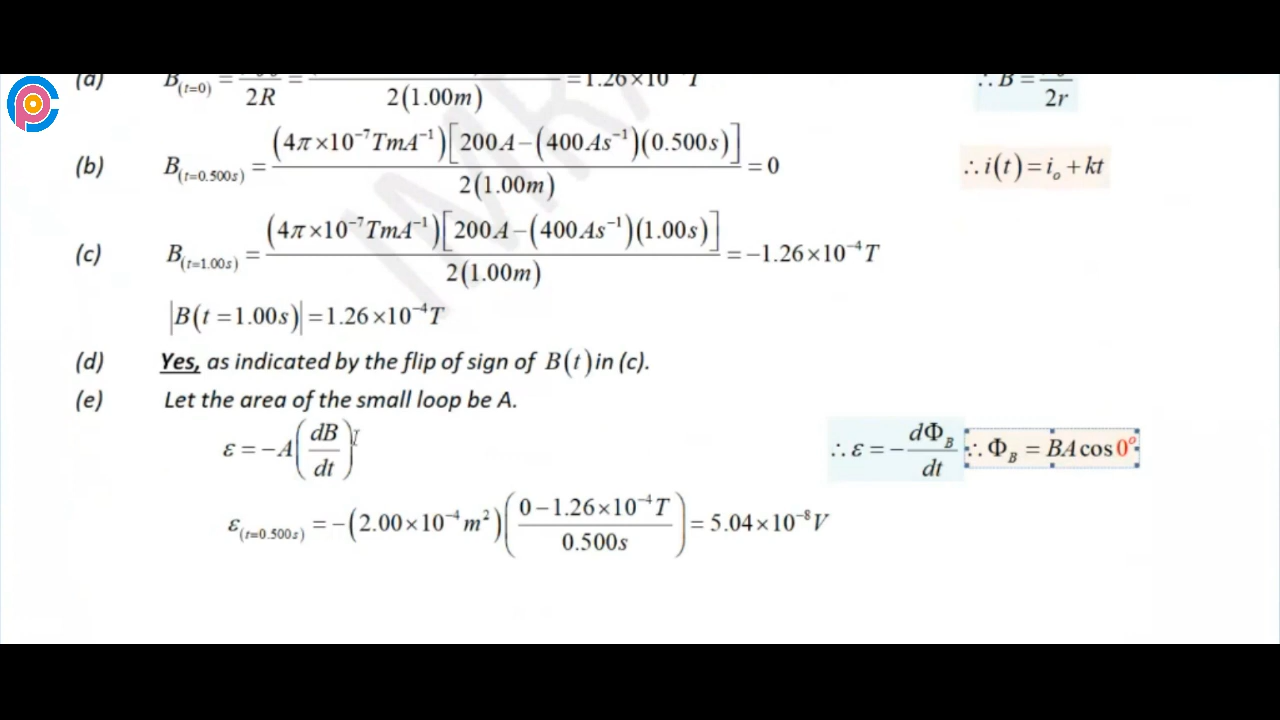 (a) B(t=0) = 2R = 2(1.00m) = 1.26×10 T ∴ B = 2r
(b) B(t=0.500s) = (4π×10⁻⁷TmA⁻¹)[200A−(400As⁻¹)(0.500s)] / 2(1.00m) = 0 ∴ i(t) = iₒ + kt
(c) B(t=1.00s) = (4π×10⁻⁷TmA⁻¹)[200A−(400As⁻¹)(1.00s)] / 2(1.00m) = −1.26×10⁻⁴T
|B(t=1.00s)| = 1.26×10⁻⁴T
(d) Yes, as indicated by the flip of sign of B(t) in (c).
(e) Let the area of the small loop be A.
ε = −A(dB/dt) ∴ ε = −dΦ_B/dt ∴ Φ_B = BA cos 0°
ε(t=0.500s) = −(2.00×10⁻⁴m²)(0−1.26×10⁻⁴T / 0.500s) = 5.04×10⁻⁸V